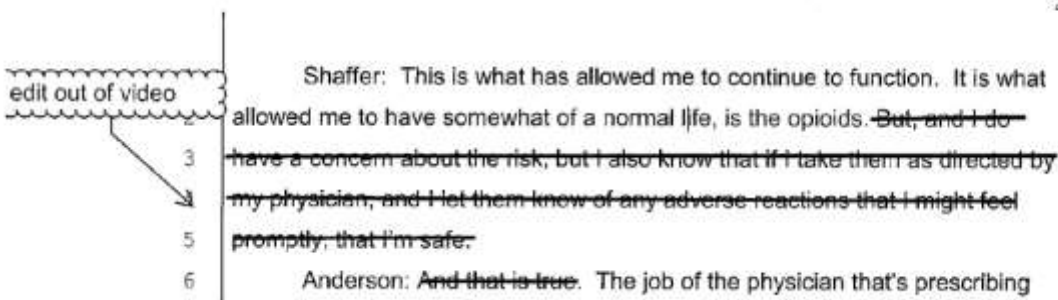 Shaffer: This is what has allowed me to continue to function. It is what
edit out of video
2 allowed me to have somewhat of a normal life, is the opioids. But, and I do
3 have a concern about the risk, but I also know that if I take them as directed by
4 my physician, and I let them know of any adverse reactions that I might feel
5 promptly, that I'm safe.
6 Anderson: And that is true. The job of the physician that's prescribing